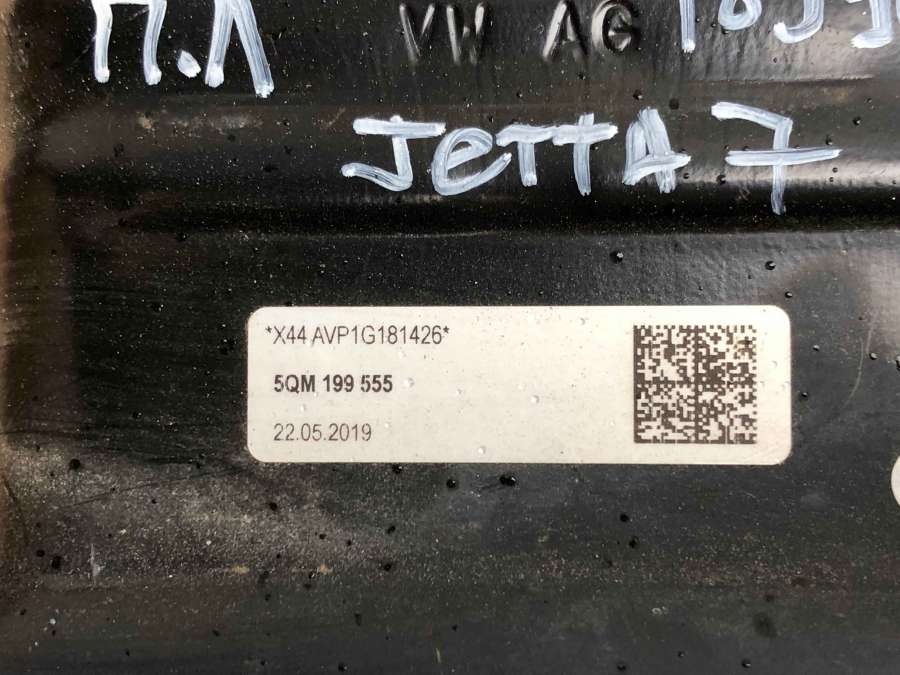 П.Л VW AG
JETTA 7
*X44 AVP1G181426*
5QM 199 555
22.05.2019